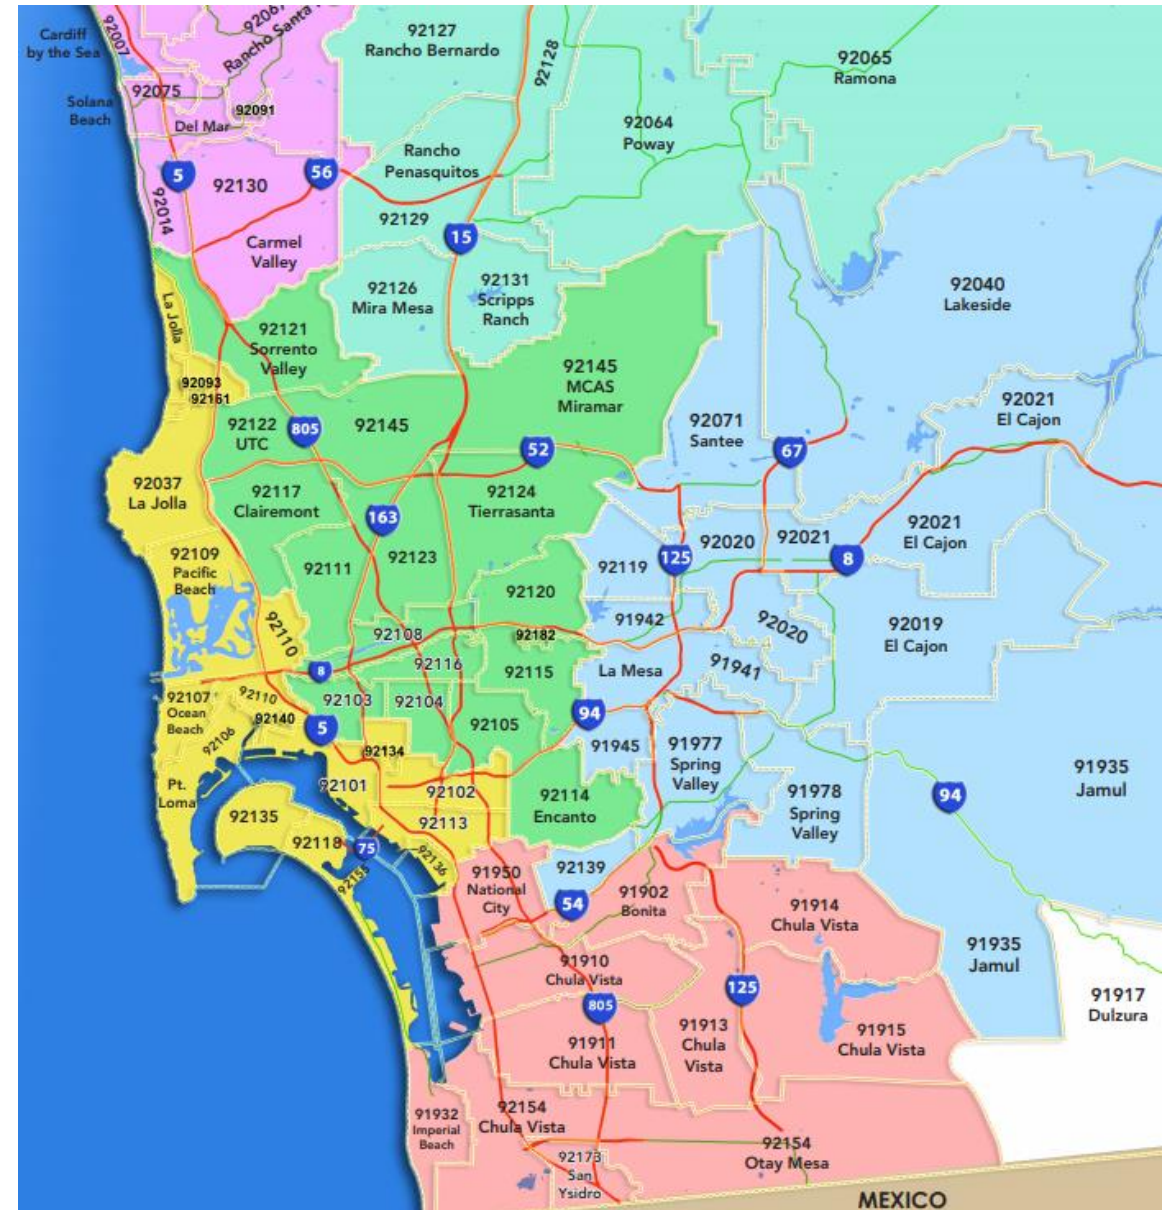 Cardiff
by the Sea
92007
92067
Rancho Santa
92127
Rancho Bernardo
92128
92065
Ramona
Solana
Beach
92075
92091
Del Mar
92064
Poway
Rancho
Penasquitos
5
92130
56
92014
92129
15
Carmel
Valley
92126
Mira Mesa
92131
Scripps
Ranch
92040
Lakeside
La Jolla
92121
Sorrento
Valley
92145
MCAS
Miramar
92093
92161
92122
UTC
805
92145
92071
Santee
92021
El Cajon
52
67
92037
La Jolla
92117
Clairemont
92124
Tierrasanta
163
92021
El Cajon
92109
Pacific
Beach
92111
92123
92119
125
92020
92021
8
92120
92110
92108
92182
91942
92020
92019
El Cajon
8
92116
92115
La Mesa
91941
92107
Ocean
Beach
92110
92140
92106
92103
92104
5
92105
94
92134
91945
91977
Spring
Valley
Pt.
Loma
92101
92102
92114
Encanto
91978
Spring
Valley
94
91935
Jamul
92135
92118
75
92113
92136
92155
91950
National
City
92139
54
91902
Bonita
91914
Chula Vista
91910
Chula Vista
125
91935
Jamul
805
91911
Chula Vista
91913
Chula
Vista
91915
Chula Vista
91917
Dulzura
91932
Imperial
Beach
92154
Chula Vista
92173
San
Ysidro
92154
Otay Mesa
MEXICO